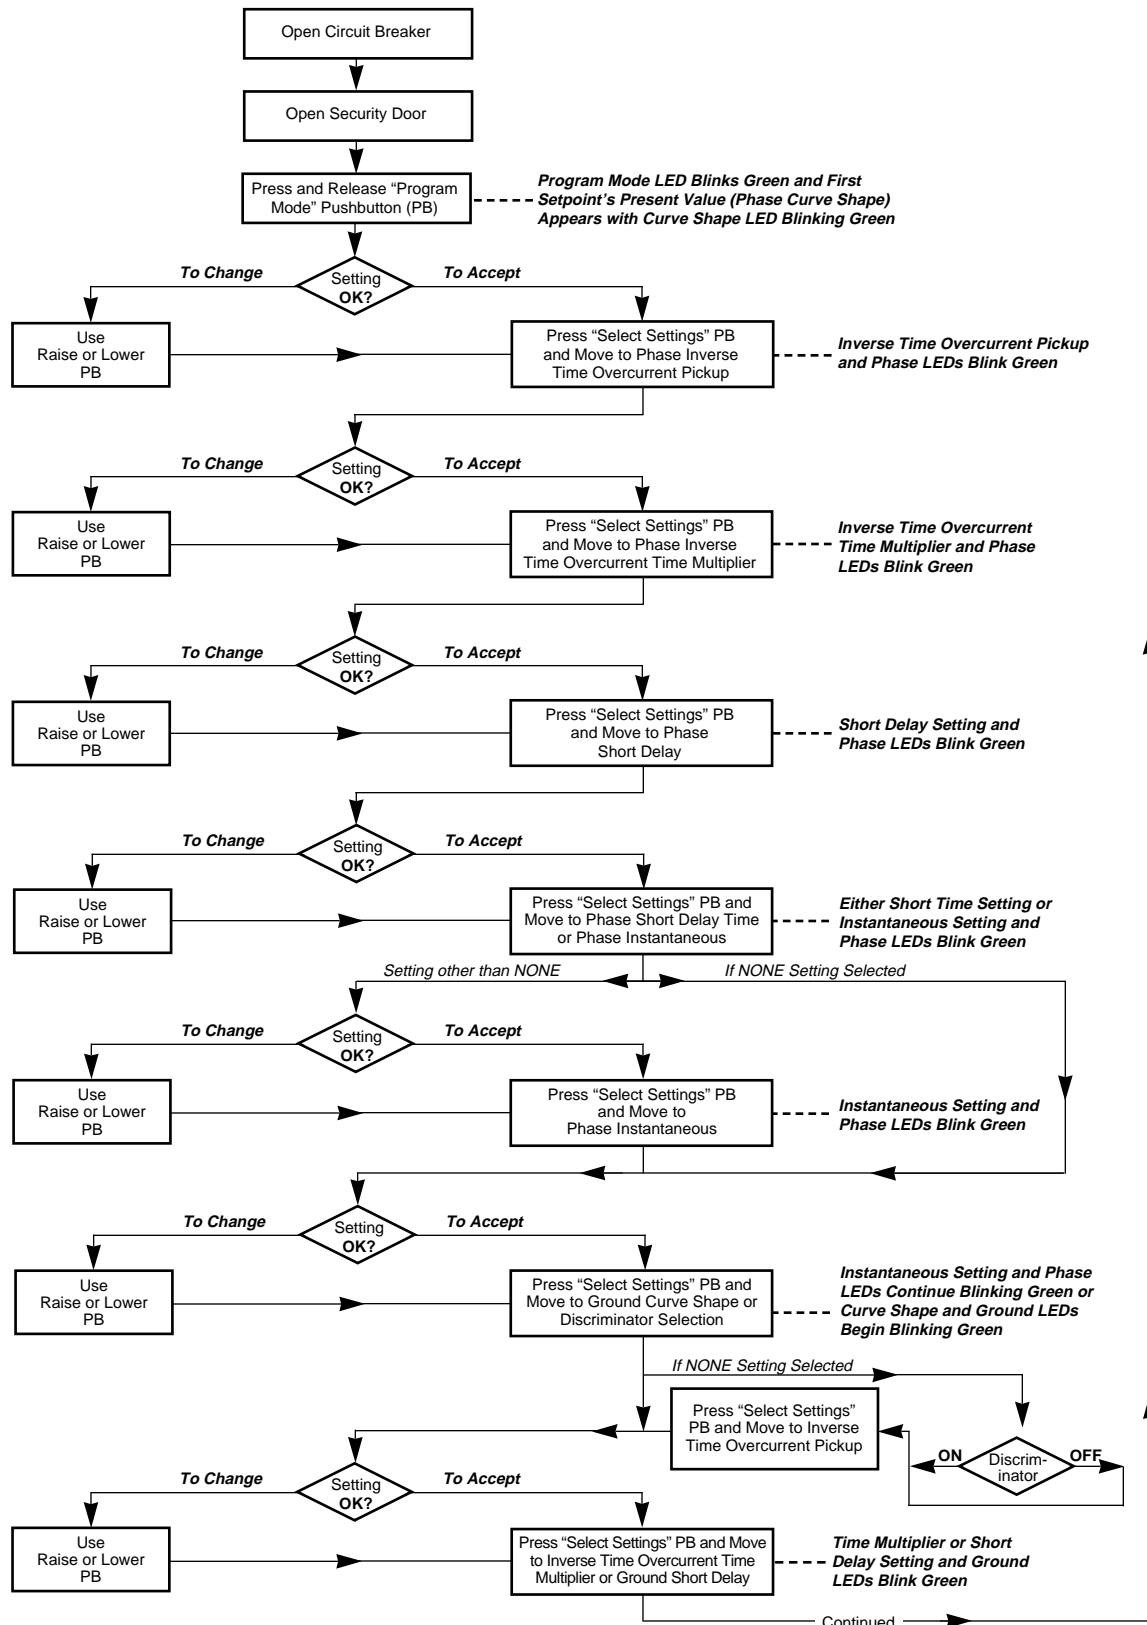 Open Circuit Breaker
Open Security Door
Press and Release “Program
Mode” Pushbutton (PB)
Program Mode LED Blinks Green and First
Setpoint’s Present Value (Phase Curve Shape)
Appears with Curve Shape LED Blinking Green
To Change
Setting
OK?
To Accept
Use
Raise or Lower
PB
Press “Select Settings” PB
and Move to Phase Inverse
Time Overcurrent Pickup
Inverse Time Overcurrent Pickup
and Phase LEDs Blink Green
To Change
Setting
OK?
To Accept
Use
Raise or Lower
PB
Press “Select Settings” PB
and Move to Phase Inverse
Time Overcurrent Time Multiplier
Inverse Time Overcurrent
Time Multiplier and Phase
LEDs Blink Green
To Change
Setting
OK?
To Accept
Use
Raise or Lower
PB
Press “Select Settings” PB
and Move to Phase
Short Delay
Short Delay Setting and
Phase LEDs Blink Green
To Change
Setting
OK?
To Accept
Use
Raise or Lower
PB
Press “Select Settings” PB and
Move to Phase Short Delay Time
or Phase Instantaneous
Either Short Time Setting or
Instantaneous Setting and
Phase LEDs Blink Green
Setting other than NONE
If NONE Setting Selected
To Change
Setting
OK?
To Accept
Use
Raise or Lower
PB
Press “Select Settings” PB
and Move to
Phase Instantaneous
Instantaneous Setting and
Phase LEDs Blink Green
To Change
Setting
OK?
To Accept
Use
Raise or Lower
PB
Press “Select Settings” PB and
Move to Ground Curve Shape or
Discriminator Selection
Instantaneous Setting and Phase
LEDs Continue Blinking Green or
Curve Shape and Ground LEDs
Begin Blinking Green
If NONE Setting Selected
Press “Select Settings”
PB and Move to Inverse
Time Overcurrent Pickup
ON
Discrim-
inator
OFF
To Change
Setting
OK?
To Accept
Use
Raise or Lower
PB
Press “Select Settings” PB and Move
to Inverse Time Overcurrent Time
Multiplier or Ground Short Delay
Time Multiplier or Short
Delay Setting and Ground
LEDs Blink Green
Continued